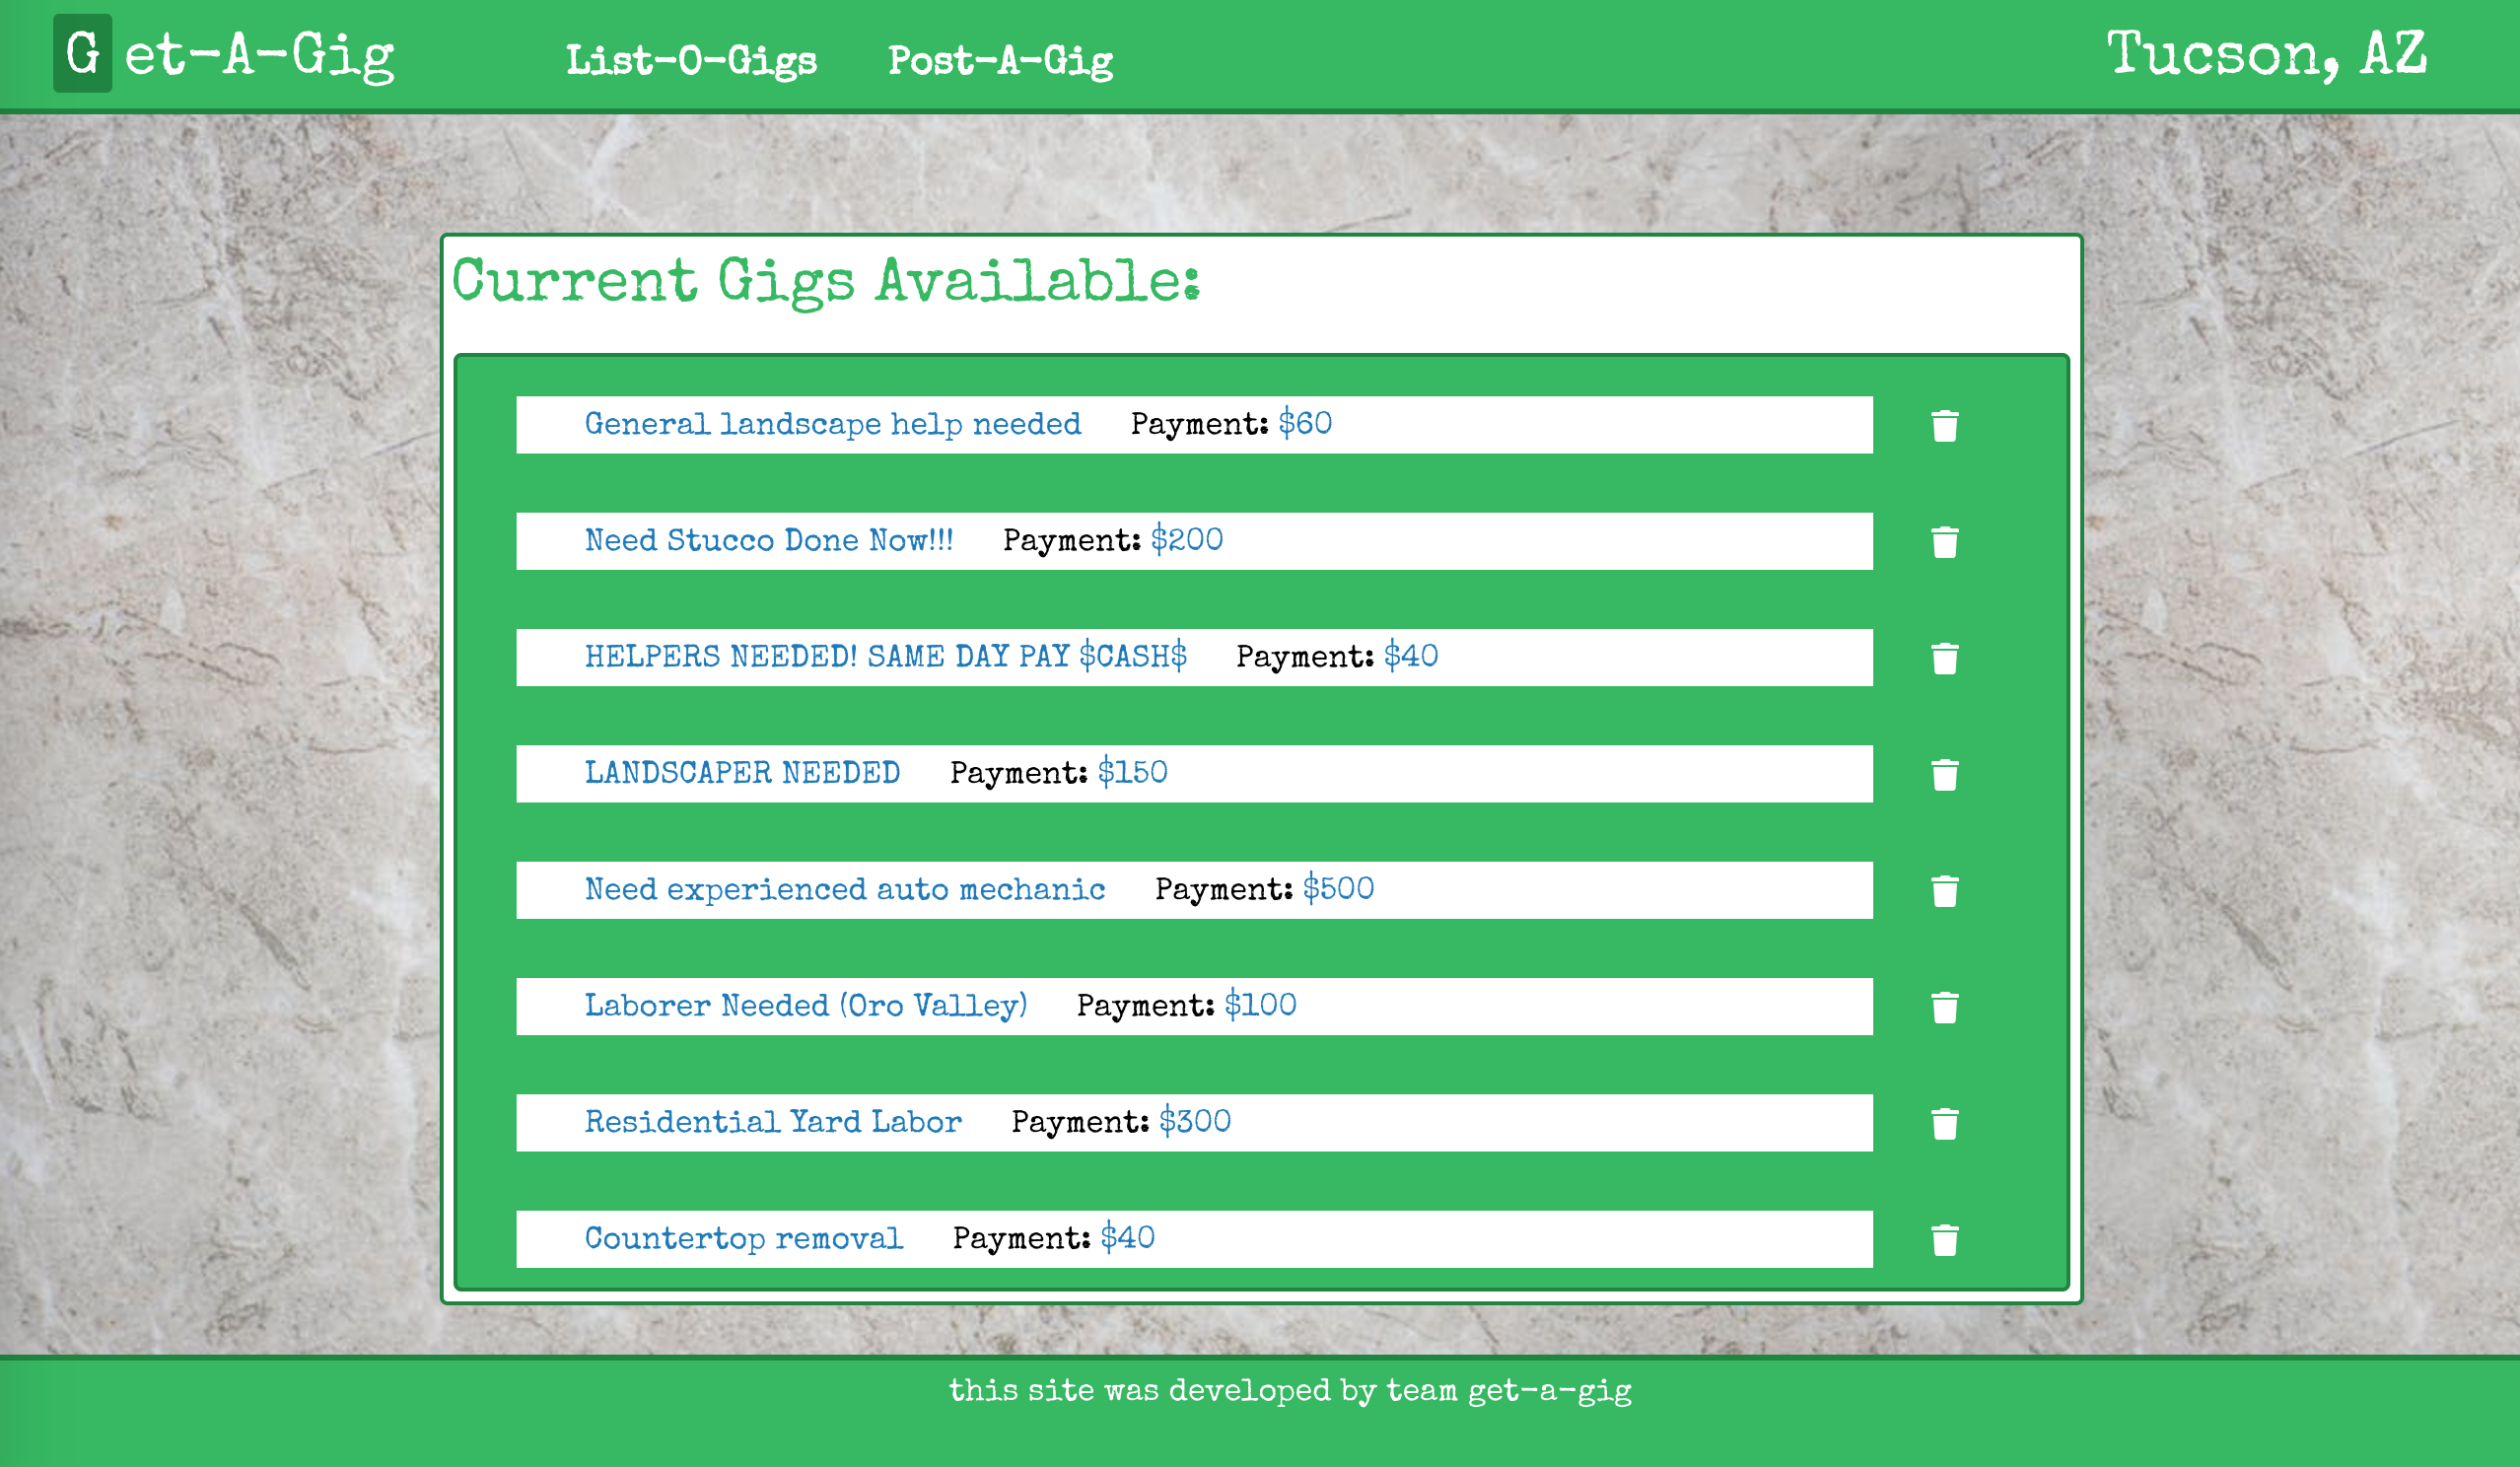 Get-A-Gig List-O-Gigs Post-A-Gig Tucson, AZ
Current Gigs Available:
General landscape help needed Payment: $60
Need Stucco Done Now!!! Payment: $200
HELPERS NEEDED! SAME DAY PAY $CASH$ Payment: $40
LANDSCAPER NEEDED Payment: $150
Need experienced auto mechanic Payment: $500
Laborer Needed (Oro Valley) Payment: $100
Residential Yard Labor Payment: $300
Countertop removal Payment: $40
this site was developed by team get-a-gig